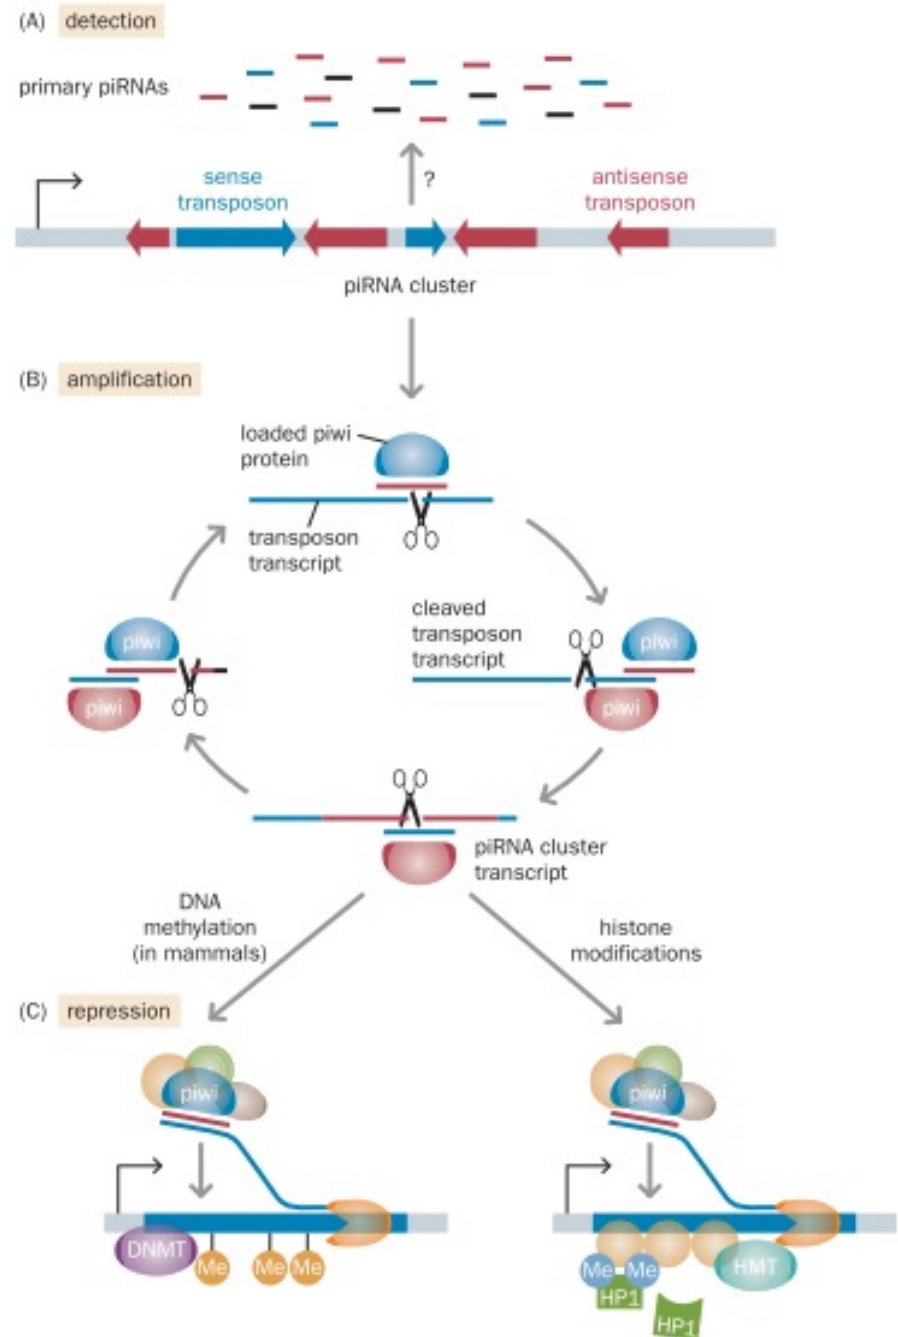 (A) detection
primary piRNAs
sense
transposon
?
antisense
transposon
piRNA cluster
(B) amplification
loaded piwi
protein
transposon
transcript
cleaved
transposon
transcript
piwi
piwi
piwi
piwi
piRNA cluster
transcript
DNA
methylation
(in mammals)
histone
modifications
(C) repression
piwi
DNMT
Me
Me
Me
piwi
Me
Me
HMT
HP1
HP1